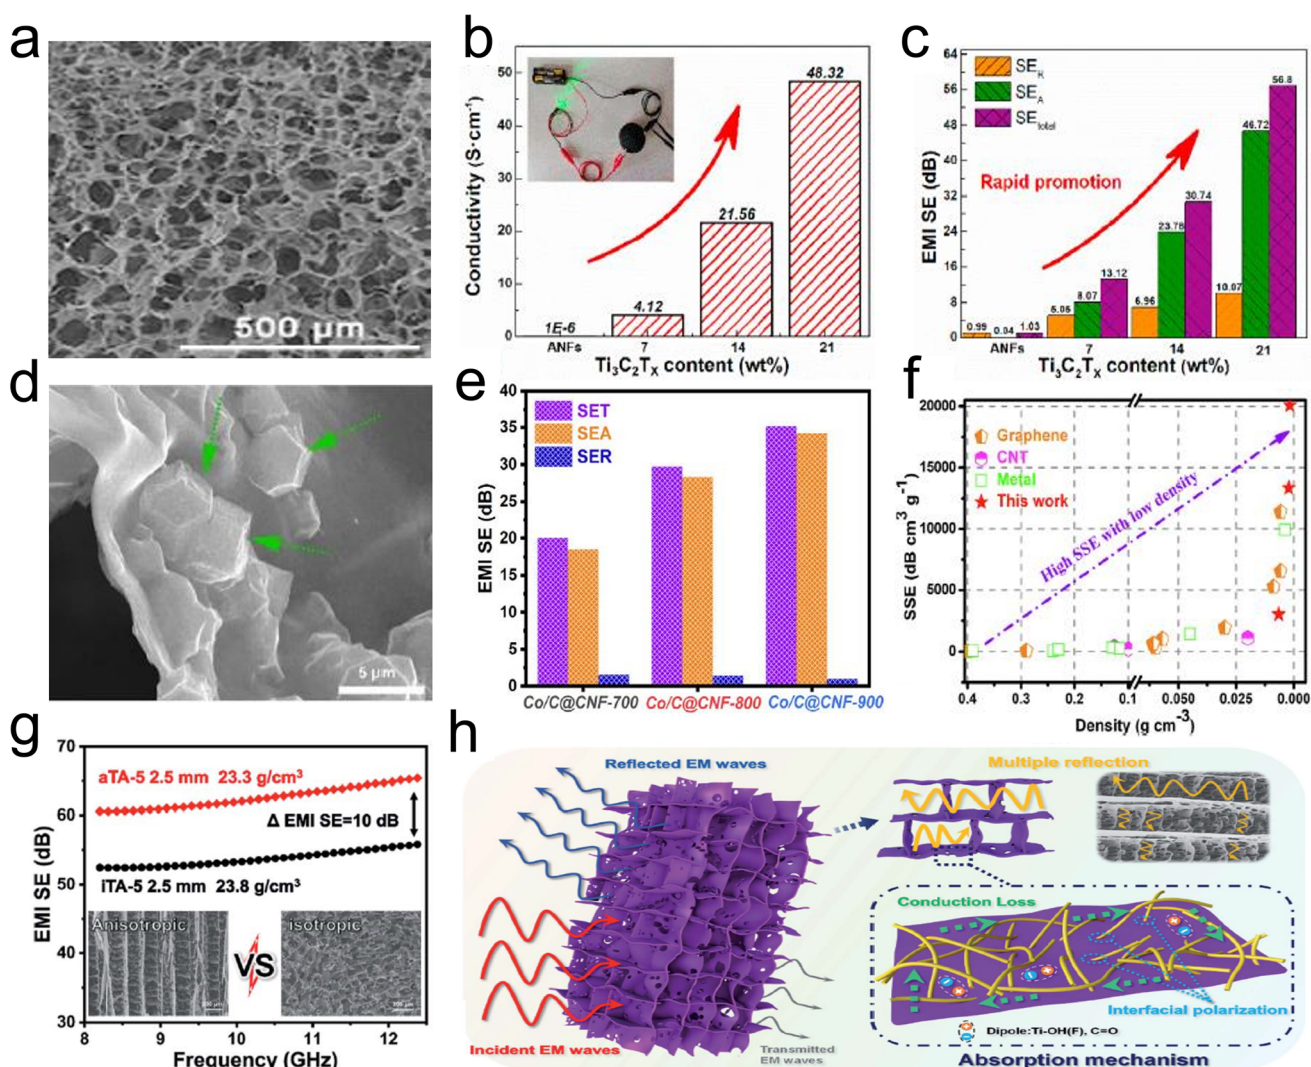 a
500 μm
b
Conductivity (S·cm⁻¹)
50
40
30
20
10
0
1E-6
4.12
21.56
48.32
ANFs
7
14
21
Ti₃C₂Tₓ content (wt%)
c
EMI SE (dB)
64
56
48
40
32
24
16
8
0
SE_R
SE_A
SE_total
Rapid promotion
0.99
0.04
1.03
5.05
8.07
13.12
6.96
23.78
30.74
10.07
46.72
56.8
ANFs
7
14
21
Ti₃C₂Tₓ content (wt%)
d
5 μm
e
EMI SE (dB)
40
35
30
25
20
15
10
5
0
SET
SEA
SER
Co/C@CNF-700
Co/C@CNF-800
Co/C@CNF-900
f
SSE (dB cm³ g⁻¹)
20000
15000
10000
5000
0
Graphene
CNT
Metal
This work
High SSE with low density
0.4
0.3
0.2
0.1
0.050
0.025
0.000
Density (g cm⁻³)
g
EMI SE (dB)
70
60
50
40
30
aTA-5 2.5 mm 23.3 g/cm³
Δ EMI SE=10 dB
iTA-5 2.5 mm 23.8 g/cm³
Anisotropic
VS
isotropic
8
9
10
11
12
Frequency (GHz)
h
Reflected EM waves
Incident EM waves
Transmitted
EM waves
Multiple reflection
Conduction Loss
Interfacial polarization
Dipole:Ti-OH(F), C=O
Absorption mechanism